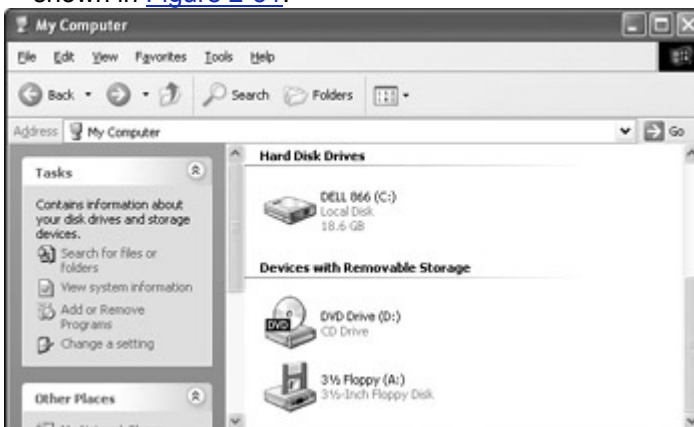 shown in Figure 2-61.
My Computer
File Edit View Favorites Tools Help
Back Search Folders
Address My Computer Go
Tasks
Contains information about
your disk drives and storage
devices.
Search for files or
folders
View system information
Add or Remove
Programs
Change a setting
Other Places
Hard Disk Drives
DELL 866 (C:)
Local Disk
18.6 GB
Devices with Removable Storage
DVD
DVD Drive (D:)
CD Drive
3½ Floppy (A:)
3½-Inch Floppy Disk